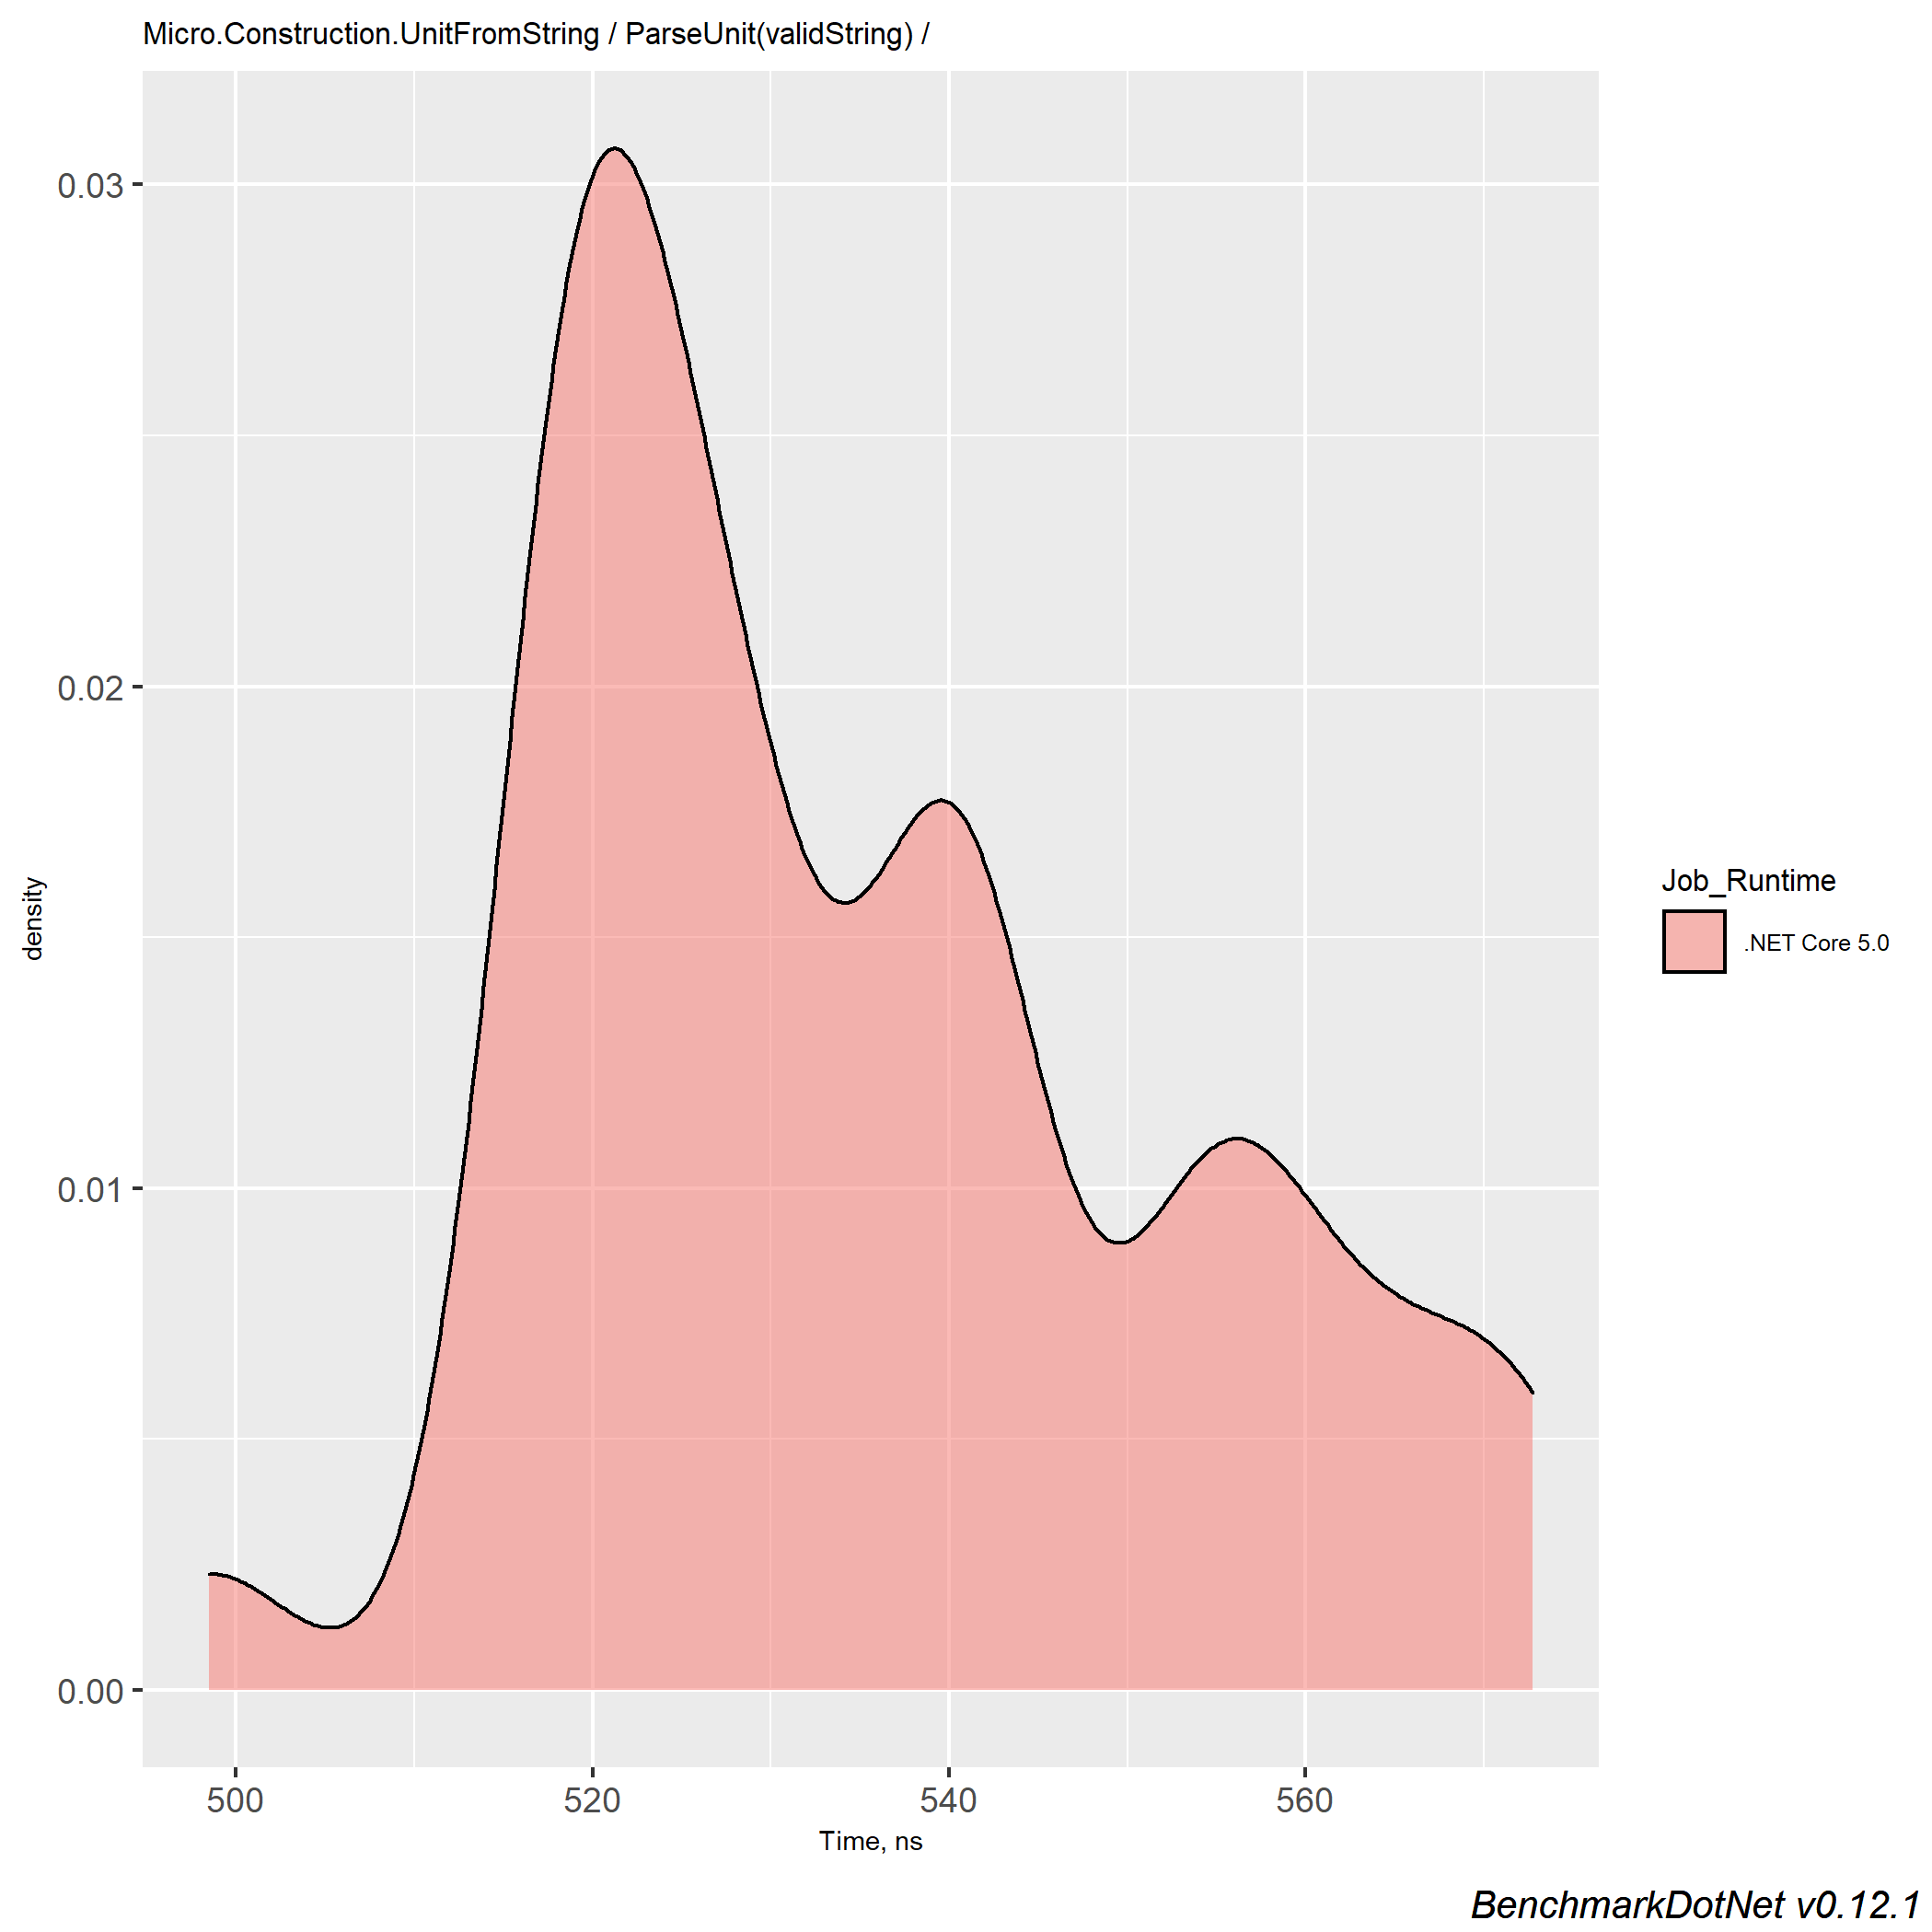 Micro.Construction.UnitFromString / ParseUnit(validString) /
0.03
0.02
0.01
0.00
density
500 520 540 560
Time, ns
Job_Runtime
.NET Core 5.0
BenchmarkDotNet v0.12.1